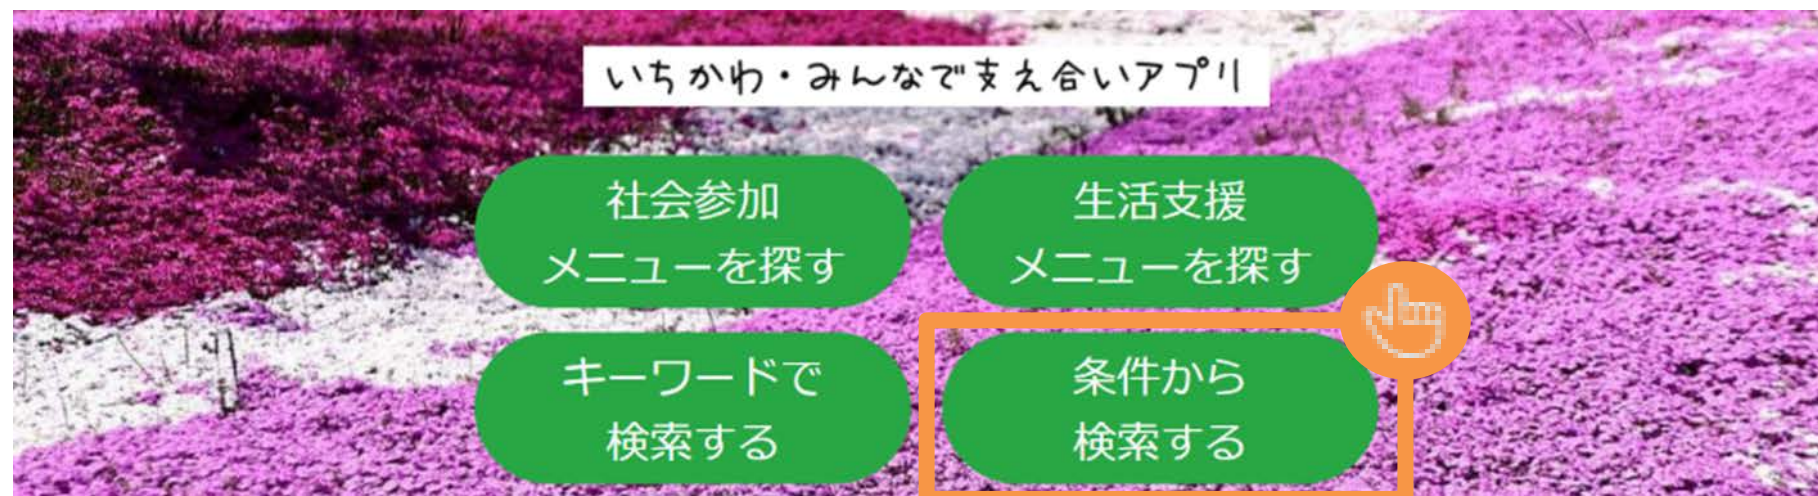 いちかわ・みんなで支え合いアプリ
社会参加
メニューを探す
生活支援
メニューを探す
キーワードで
検索する
条件から
検索する